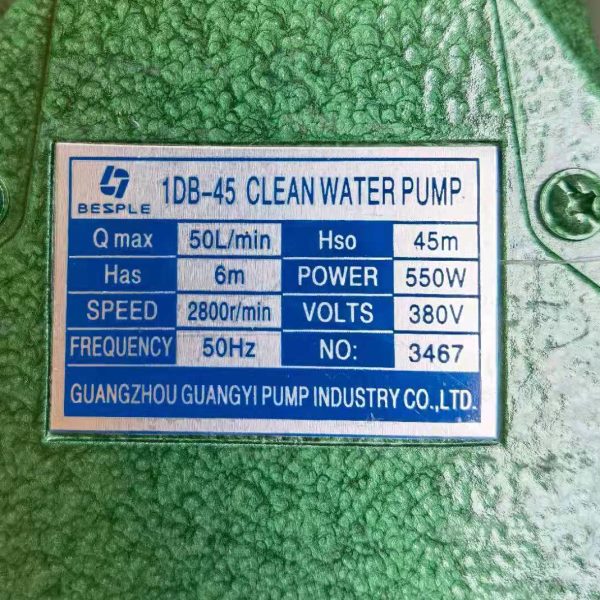 1DB-45 CLEAN WATER PUMP
BESPLE
Q max 50L/min Hso 45m
Has 6m POWER 550W
SPEED 2800r/min VOLTS 380V
FREQUENCY 50Hz NO: 3467
GUANGZHOU GUANGYI PUMP INDUSTRY CO.,LTD.